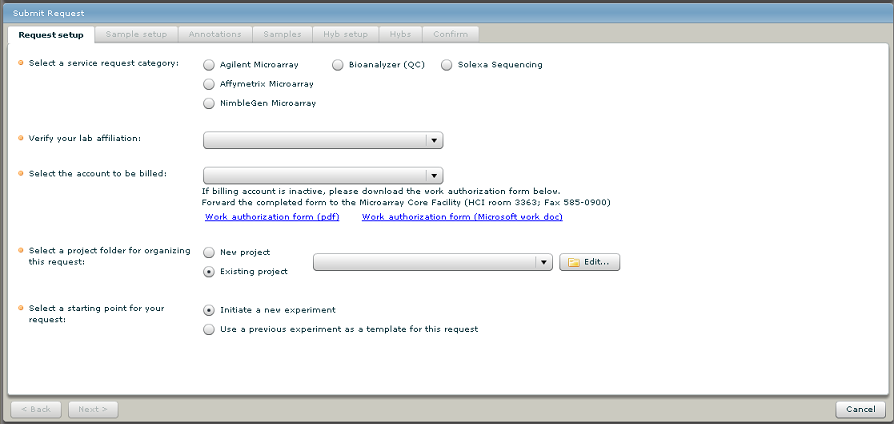 Submit Request
Request setup Sample setup Annotations Samples Hyb setup Hybs Confirm
Select a service request category: Agilent Microarray Bioanalyzer (QC) Solexa Sequencing
Affymetrix Microarray
NimbleGen Microarray
Verify your lab affiliation:
Select the account to be billed:
If billing account is inactive, please download the work authorization form below.
Forward the completed form to the Microarray Core Facility (HCI room 3363; Fax 585-0900)
Work authorization form (pdf) Work authorization form (Microsoft work doc)
Select a project folder for organizing
this request:
New project
Existing project
Edit...
Select a starting point for your
request:
Initiate a new experiment
Use a previous experiment as a template for this request
< Back Next > Cancel